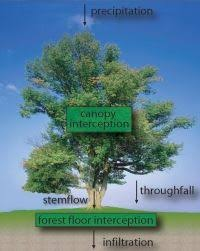 precipitation
canopy
interception
throughfall
stemflow
forest floor interception
infiltration